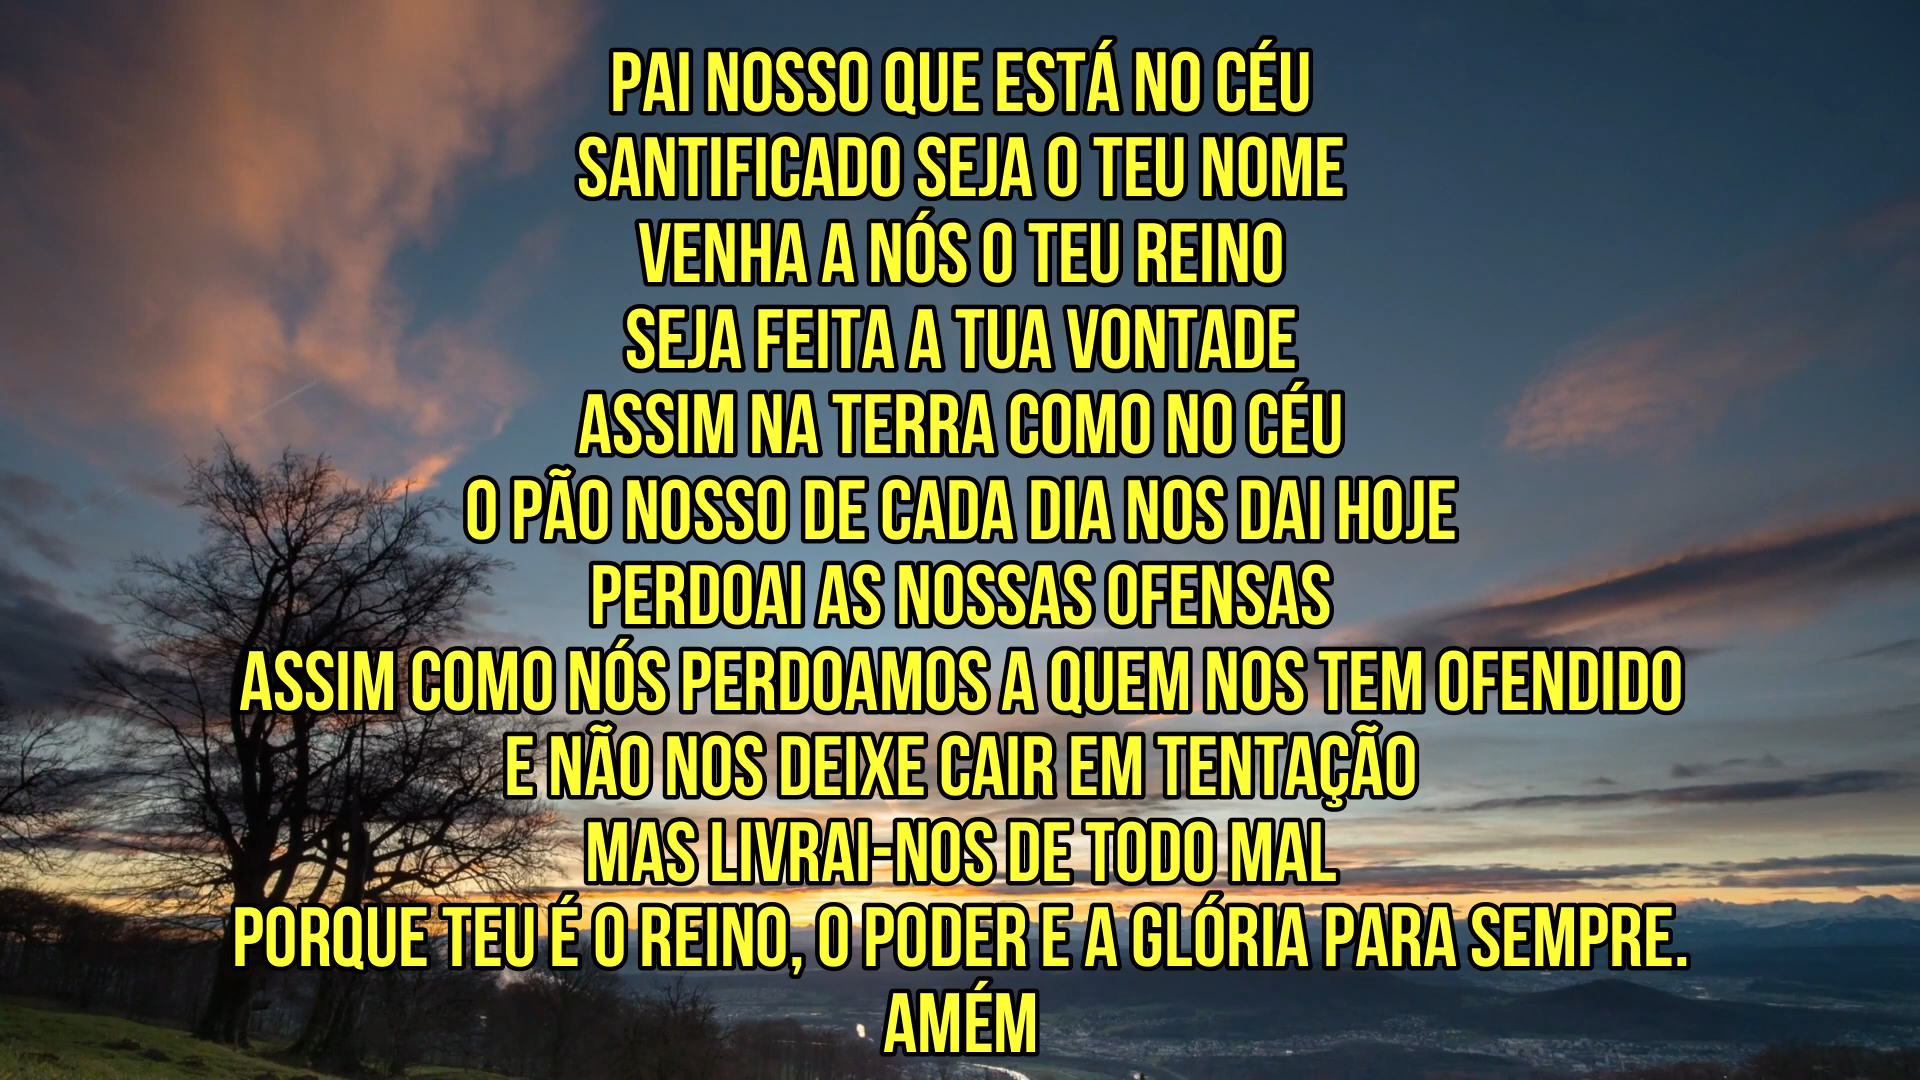 PAI NOSSO QUE ESTÁ NO CÉU
SANTIFICADO SEJA O TEU NOME
VENHA A NÓS O TEU REINO
SEJA FEITA A TUA VONTADE
ASSIM NA TERRA COMO NO CÉU
O PÃO NOSSO DE CADA DIA NOS DAI HOJE
PERDOAI AS NOSSAS OFENSAS
ASSIM COMO NÓS PERDOAMOS A QUEM NOS TEM OFENDIDO
E NÃO NOS DEIXE CAIR EM TENTAÇÃO
MAS LIVRAI-NOS DE TODO MAL
PORQUE TEU É O REINO, O PODER E A GLÓRIA PARA SEMPRE.
AMÉM